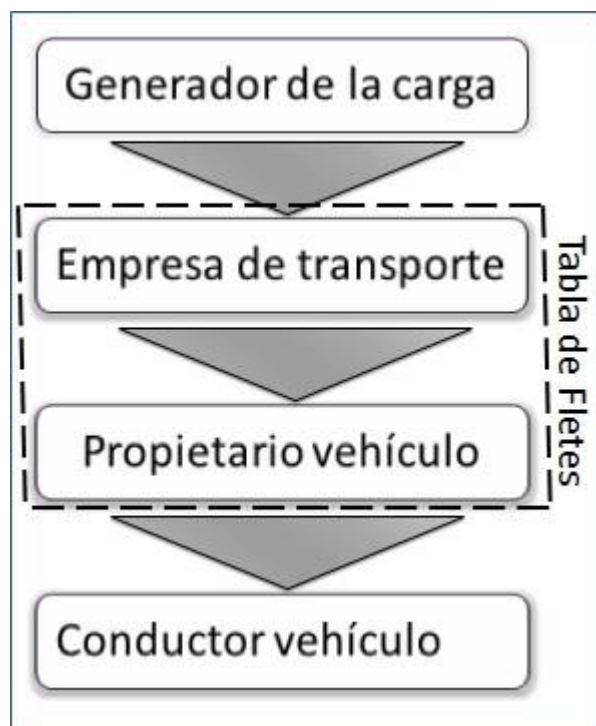 Generador de la carga
Empresa de transporte
Propietario vehículo
Tabla de Fletes
Conductor vehículo